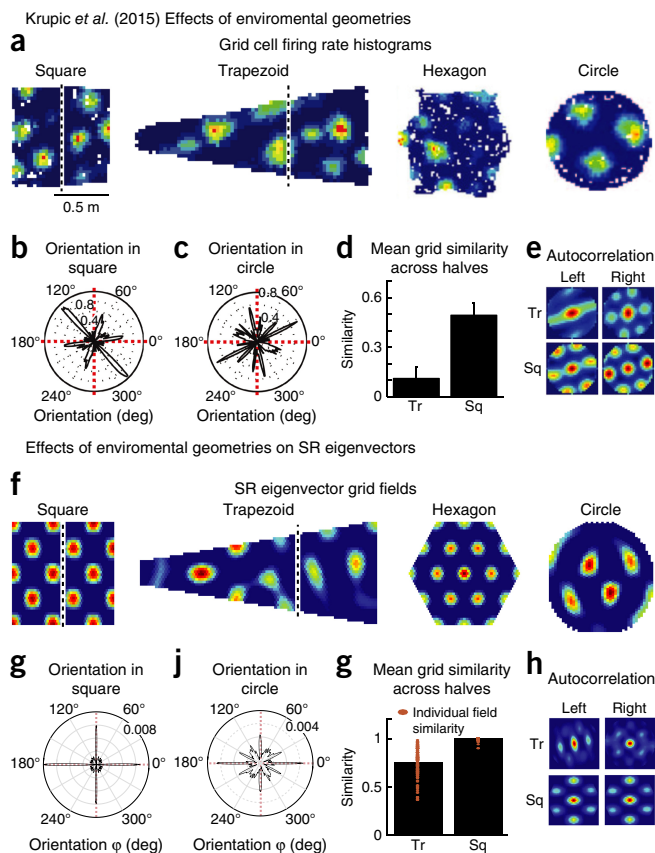 Krupic et al. (2015) Effects of enviromental geometries
a
Grid cell firing rate histograms
Square Trapezoid Hexagon Circle
0.5 m
b Orientation in square
120° 60°
0.8
0.4
180° 0°
240° 300°
Orientation (deg)
c Orientation in circle
120° 60°
0.8
0.4
180° 0°
240° 300°
Orientation (deg)
d Mean grid similarity across halves
Similarity
0.6
0.3
0
Tr Sq
e Autocorrelation
Left Right
Tr
Sq
Effects of enviromental geometries on SR eigenvectors
f
SR eigenvector grid fields
Square Trapezoid Hexagon Circle
g Orientation in square
120° 60°
0.008
180° 0°
240° 300°
Orientation φ (deg)
j Orientation in circle
120° 60°
0.004
180° 0°
240° 300°
Orientation φ (deg)
g Mean grid similarity across halves
Individual field similarity
Similarity
1
0.5
0
Tr Sq
h Autocorrelation
Left Right
Tr
Sq